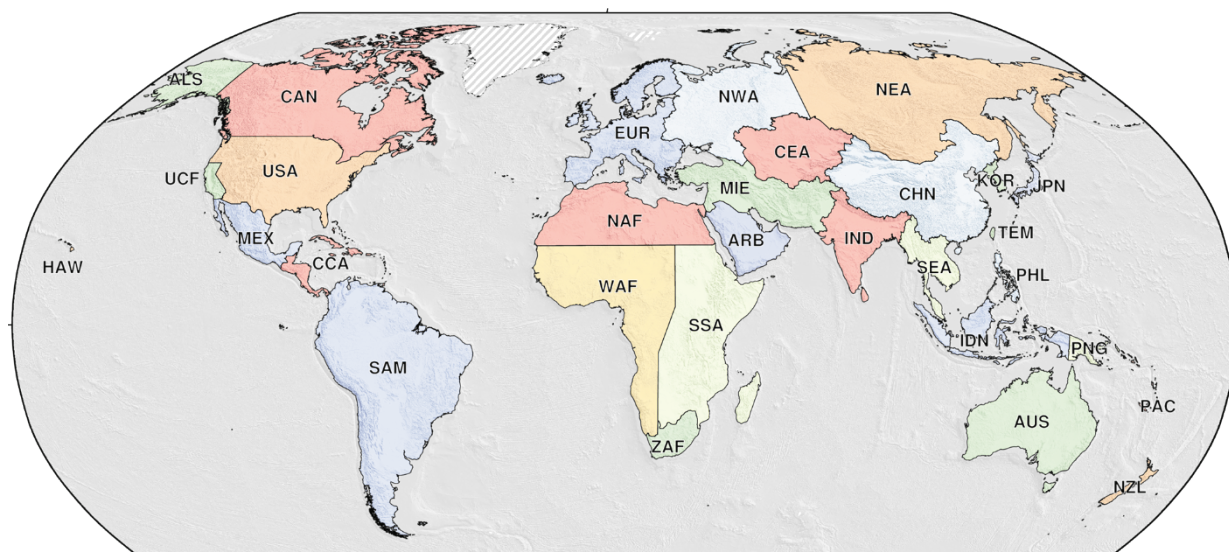 ALS
CAN
NEA
NWA
EUR
USA
CEA
UCF
MIE
CHN
KOR
JPN
NAF
MEX
ARB
IND
TEM
HAW
CCA
SEA
PHL
WAF
SSA
IDN
PNG
SAM
PAC
AUS
ZAF
NZL